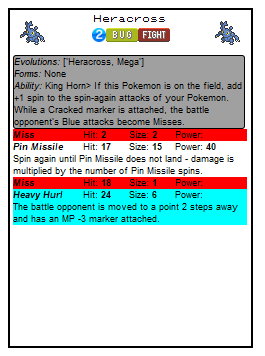 Heracross
2 BUG FIGHT
Evolutions: ['Heracross, Mega']
Forms: None
Ability: King Horn> If this Pokemon is on the field, add
+1 spin to the spin-again attacks of your Pokemon.
While a Cracked marker is attached, the battle
opponent's Blue attacks become Misses.
Miss Hit: 2 Size: 2 Power:
Pin Missile Hit: 17 Size: 15 Power: 40
Spin again until Pin Missile does not land - damage is
multiplied by the number of Pin Missile spins.
Miss Hit: 18 Size: 1 Power:
Heavy Hurl Hit: 24 Size: 6 Power:
The battle opponent is moved to a point 2 steps away
and has an MP -3 marker attached.